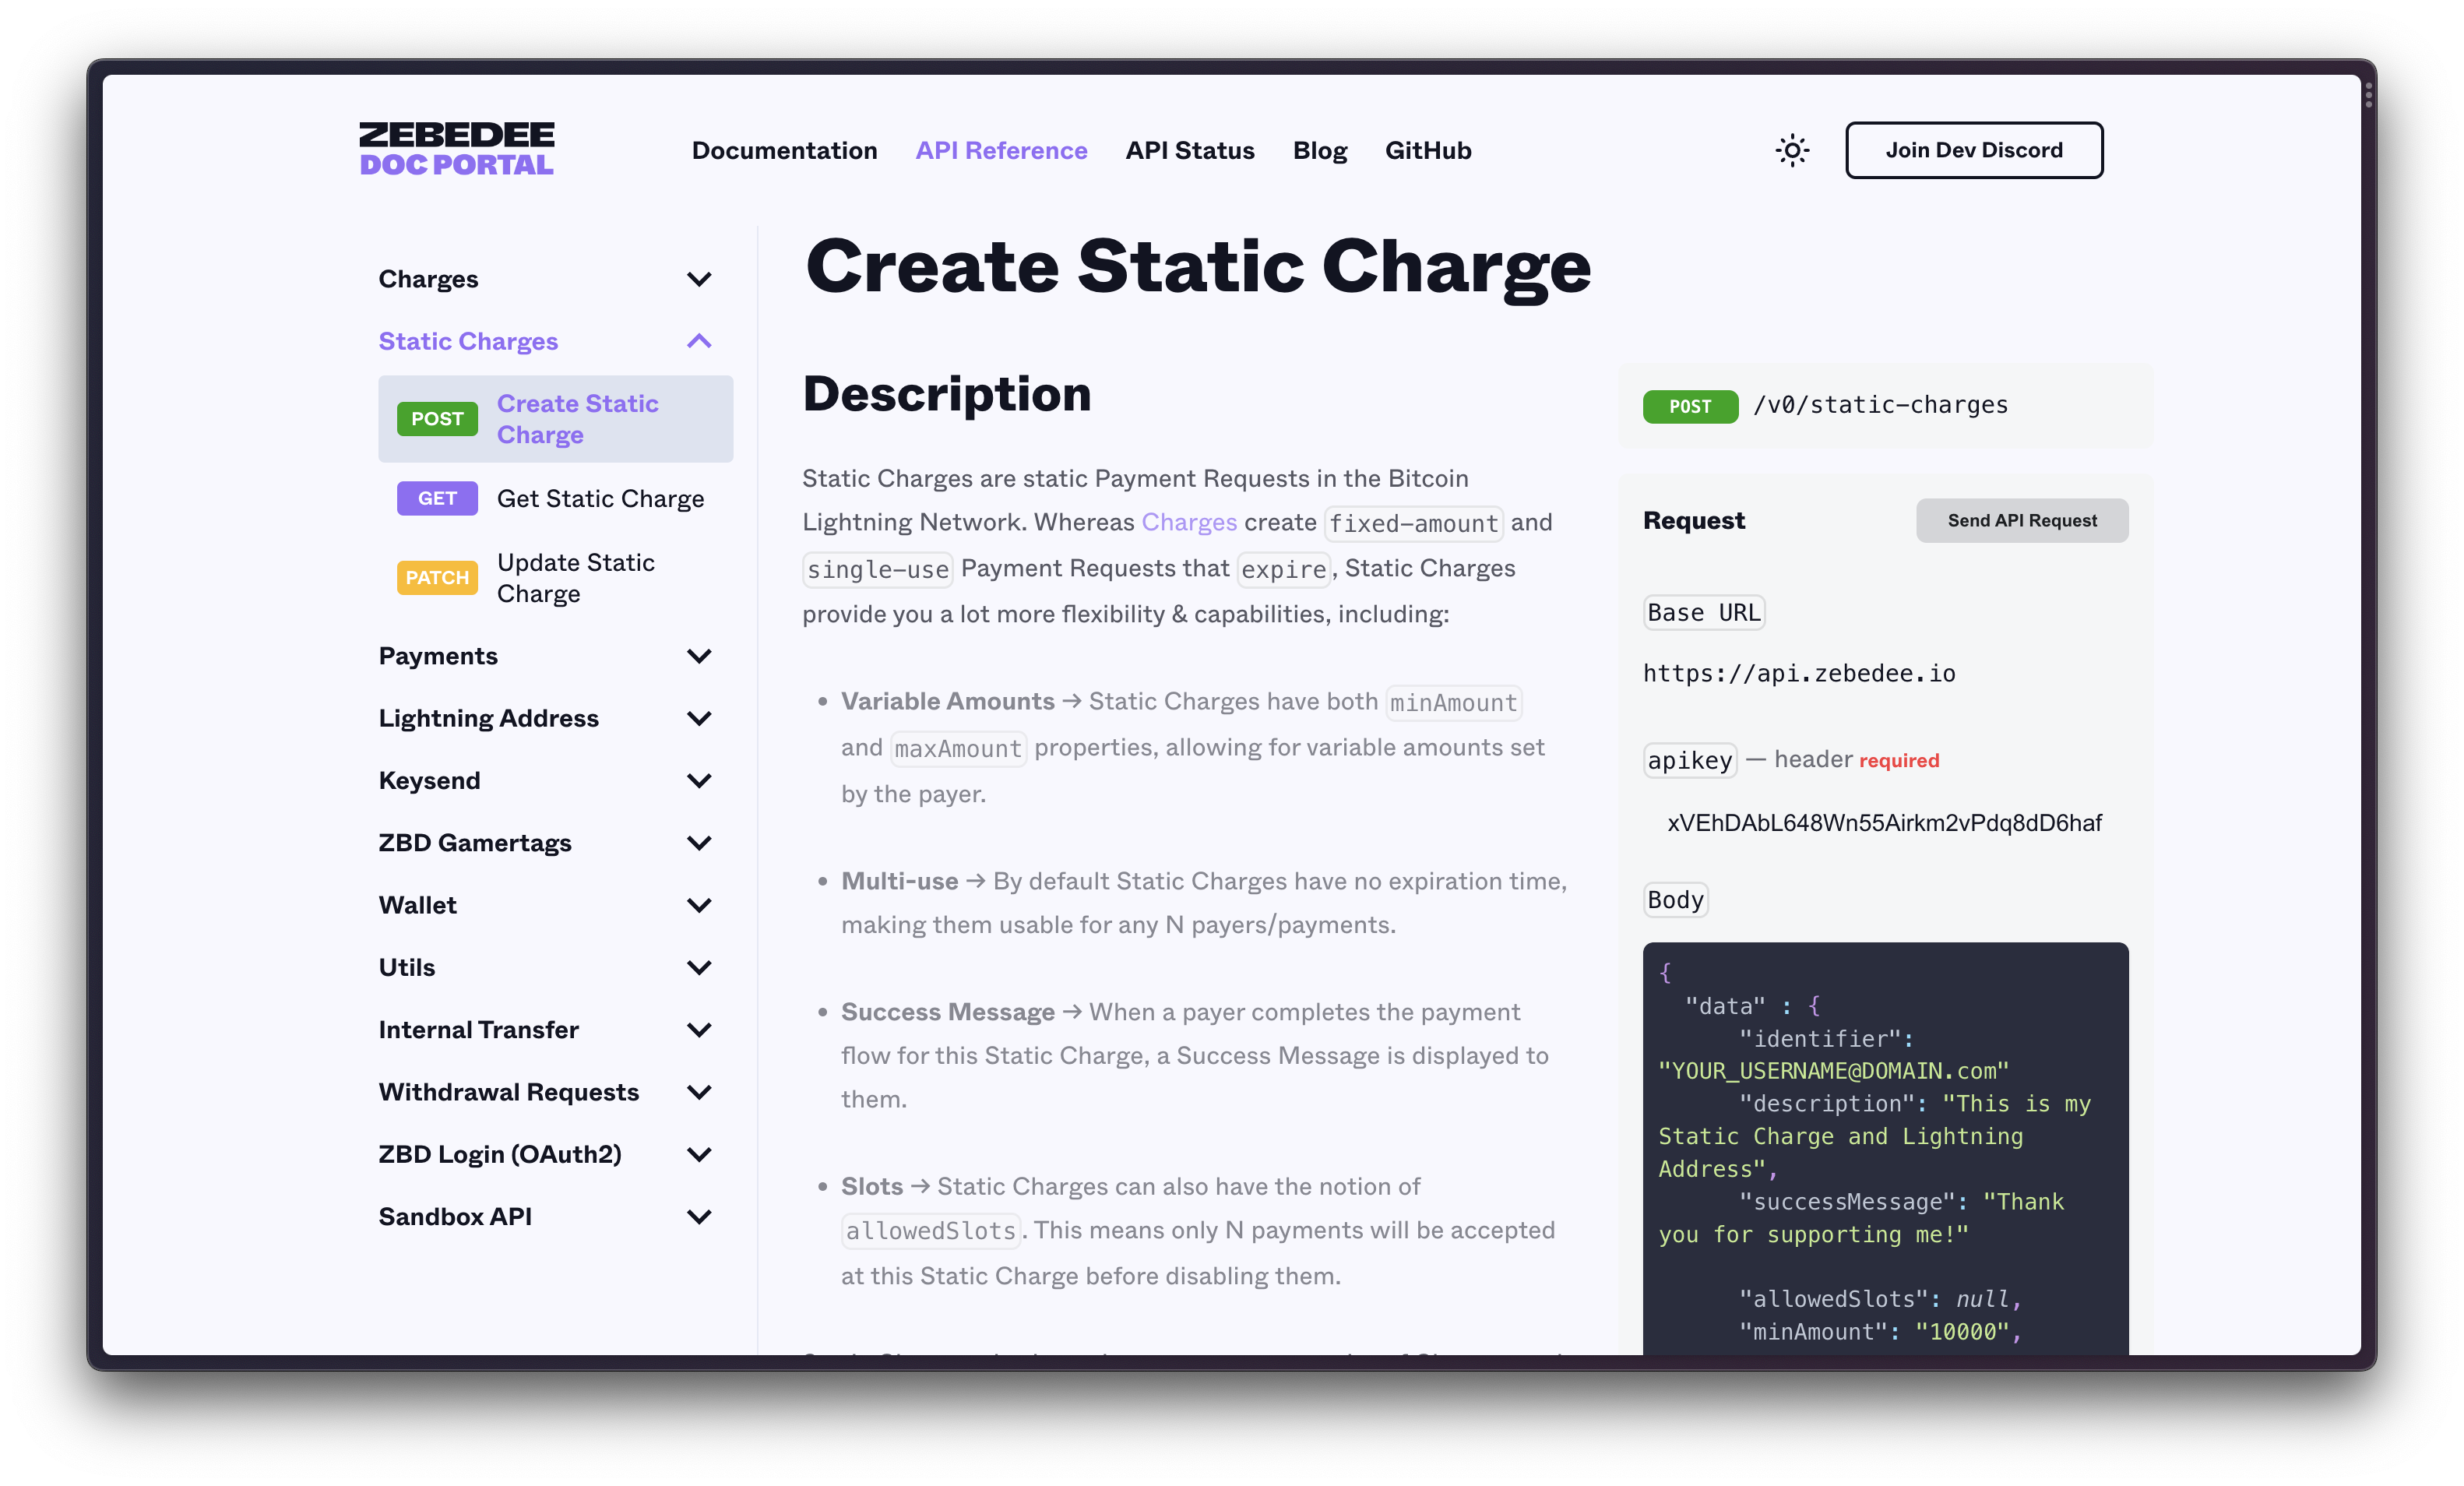 ZEBEDEE
DOC PORTAL
Documentation
API Reference
API Status
Blog
GitHub
Join Dev Discord
Charges
Static Charges
POST
Create Static
Charge
GET
Get Static Charge
PATCH
Update Static
Charge
Payments
Lightning Address
Keysend
ZBD Gamertags
Wallet
Utils
Internal Transfer
Withdrawal Requests
ZBD Login (OAuth2)
Sandbox API
Create Static Charge
Description
Static Charges are static Payment Requests in the Bitcoin
Lightning Network. Whereas Charges create fixed-amount and
single-use Payment Requests that expire, Static Charges
provide you a lot more flexibility & capabilities, including:
• Variable Amounts → Static Charges have both minAmount
and maxAmount properties, allowing for variable amounts set
by the payer.
• Multi-use → By default Static Charges have no expiration time,
making them usable for any N payers/payments.
• Success Message → When a payer completes the payment
flow for this Static Charge, a Success Message is displayed to
them.
• Slots → Static Charges can also have the notion of
allowedSlots. This means only N payments will be accepted
at this Static Charge before disabling them.
POST /v0/static-charges
Request
Send API Request
Base URL
https://api.zebedee.io
apikey — header required
xVEhDAbL648Wn55Airkm2vPdq8dD6haf
Body
{
"data" : {
"identifier":
"YOUR_USERNAME@DOMAIN.com"
"description": "This is my
Static Charge and Lightning
Address",
"successMessage": "Thank
you for supporting me!"
"allowedSlots": null,
"minAmount": "10000",